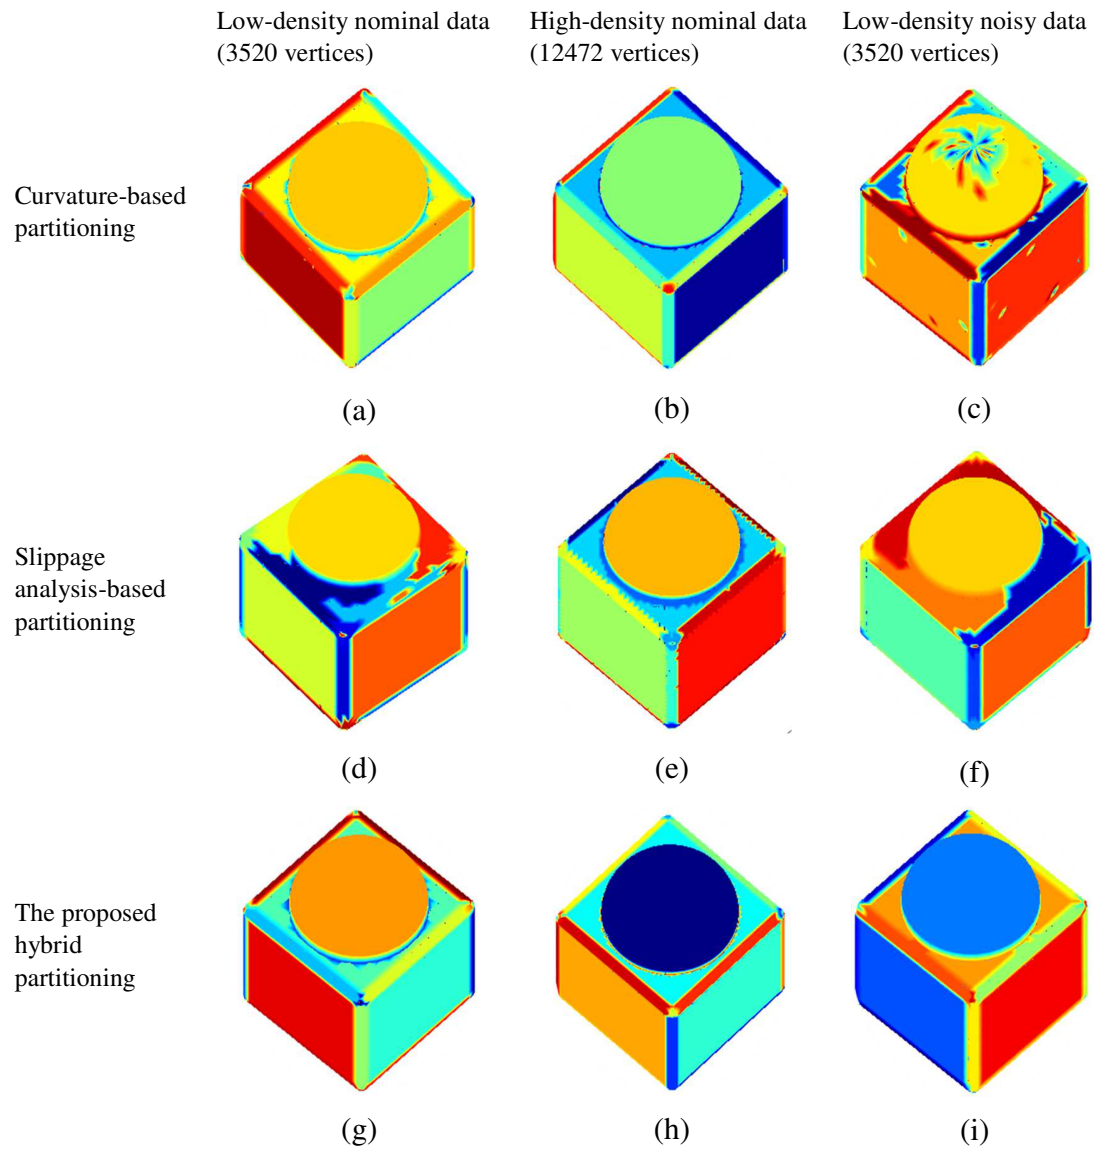 Low-density nominal data
(3520 vertices)
High-density nominal data
(12472 vertices)
Low-density noisy data
(3520 vertices)
Curvature-based
partitioning
(a)
(b)
(c)
Slippage
analysis-based
partitioning
(d)
(e)
(f)
The proposed
hybrid
partitioning
(g)
(h)
(i)